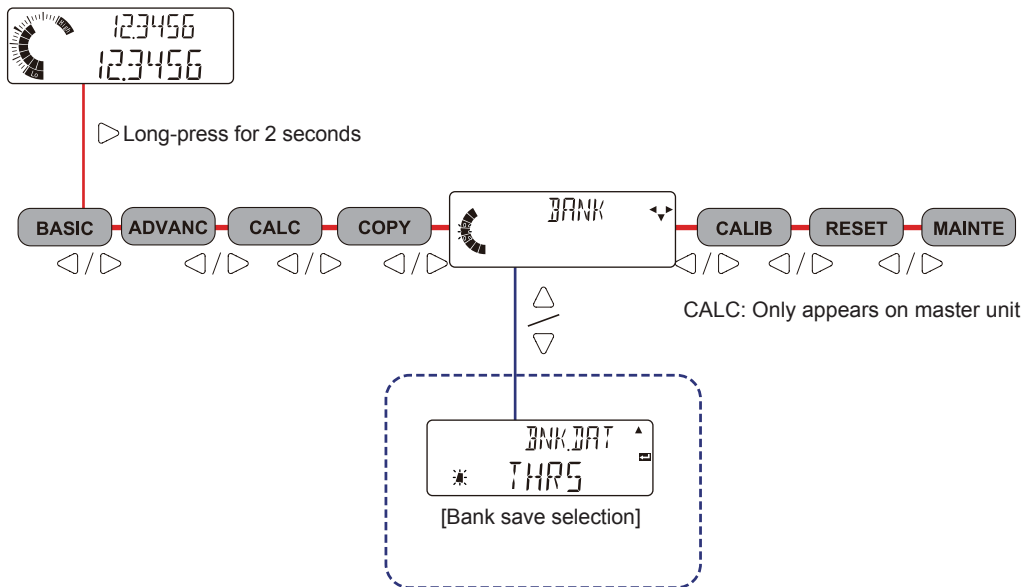 12.3456
12.3456
Long-press for 2 seconds
BASIC ADVANC CALC COPY BANK CALIB RESET MAINTE
CALC: Only appears on master unit
BNK.DAT
THRS
[Bank save selection]